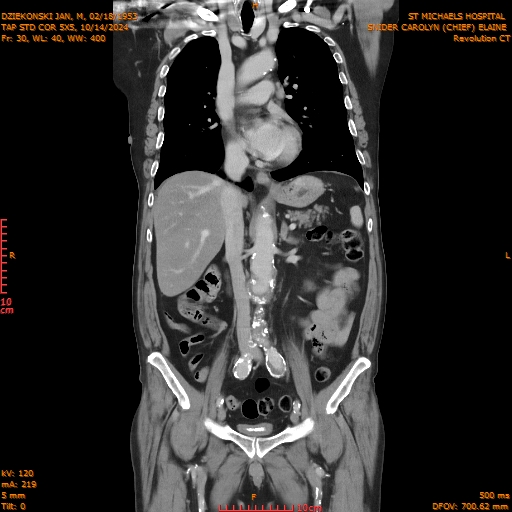 DZIEKONSKI JAN, M, 02/18/1953
TAP STD COR 5X5, 10/14/2024
Fr: 30, WL: 40, WW: 400
H
ST MICHAELS HOSPITAL
SNIDER CAROLYN (CHIEF) ELAINE
Revolution CT
R
L
10
cm
kV: 120
mA: 219
5 mm
Tilt: 0
F
10cm
500 ms
DFOV: 700.62 mm